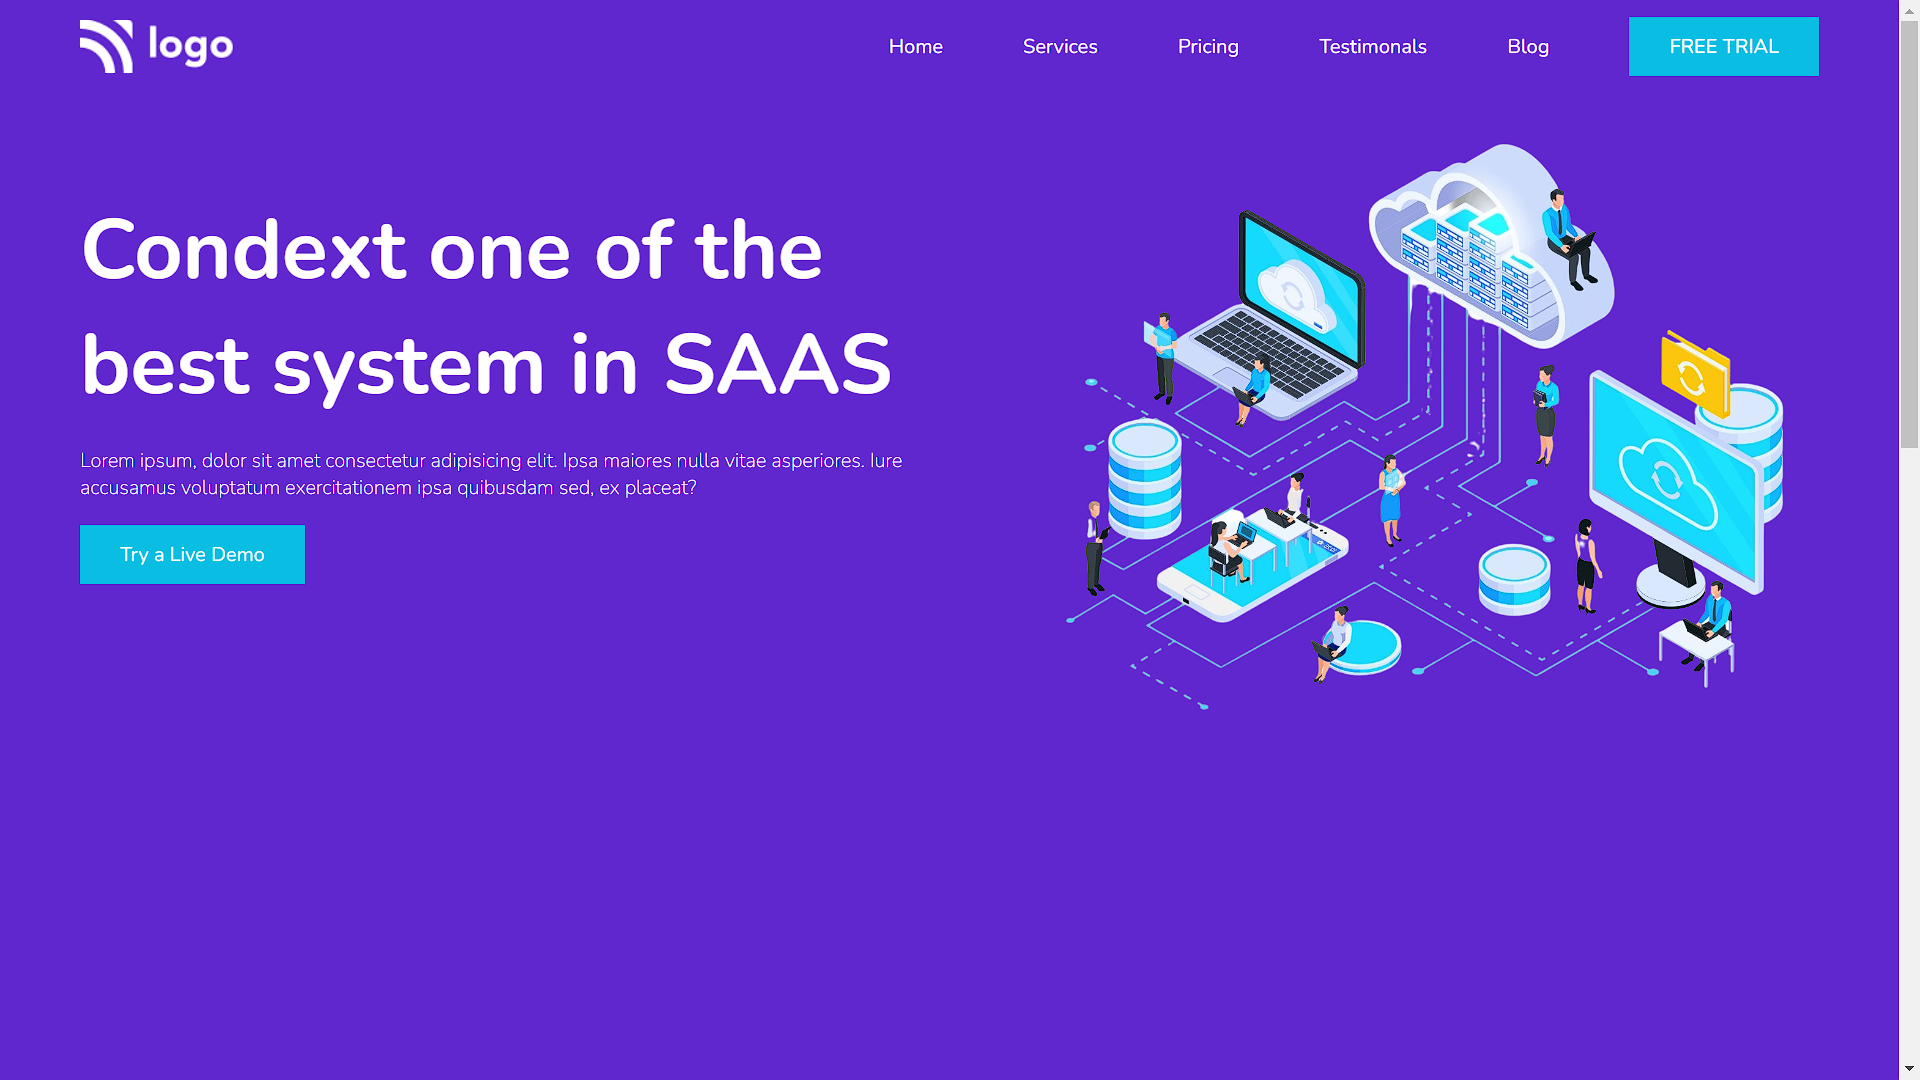 logo
Home
Services
Pricing
Testimonals
Blog
FREE TRIAL
Condext one of the
best system in SAAS
Lorem ipsum, dolor sit amet consectetur adipisicing elit. Ipsa maiores nulla vitae asperiores. Iure
accusamus voluptatum exercitationem ipsa quibusdam sed, ex placeat?
Try a Live Demo